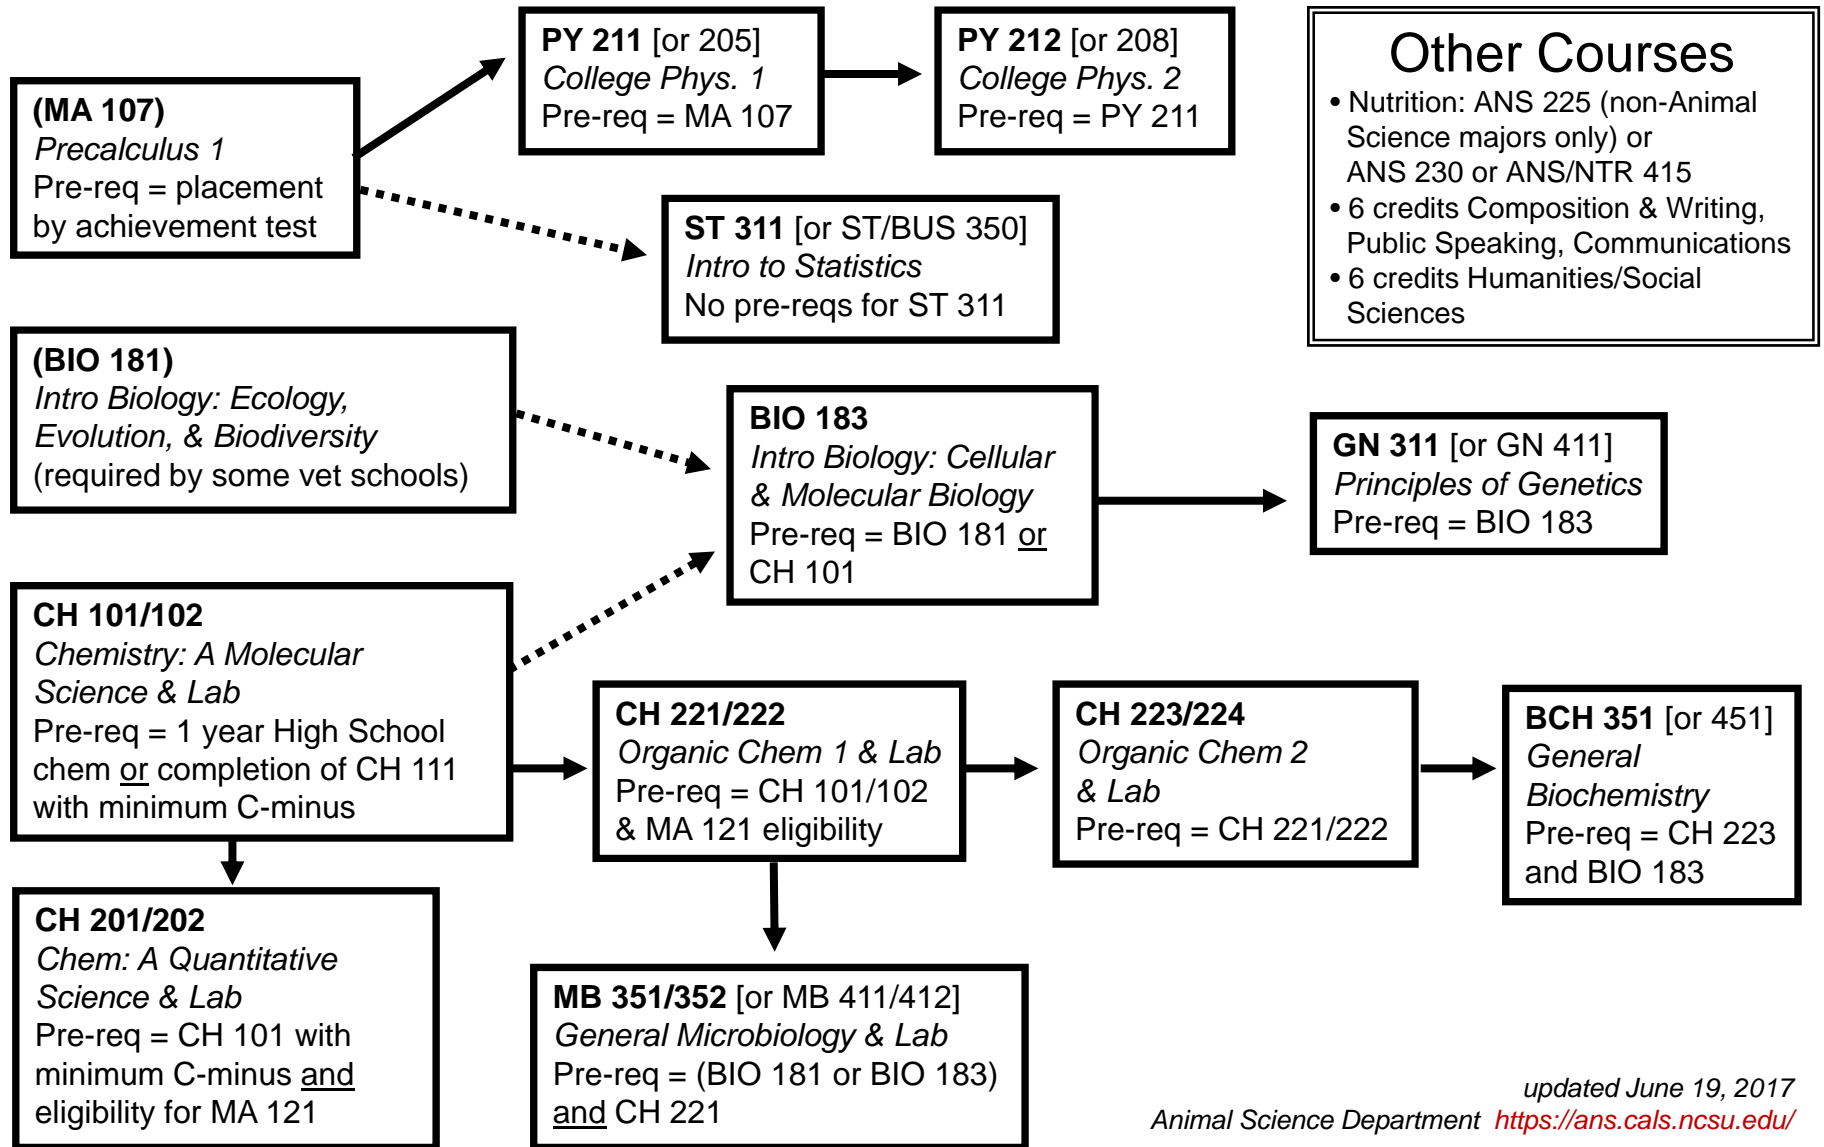 (MA 107)
Precalculus 1
Pre-req = placement
by achievement test
PY 211 [or 205]
College Phys. 1
Pre-req = MA 107
PY 212 [or 208]
College Phys. 2
Pre-req = PY 211
Other Courses
• Nutrition: ANS 225 (non-Animal
Science majors only) or
ANS 230 or ANS/NTR 415
• 6 credits Composition & Writing,
Public Speaking, Communications
• 6 credits Humanities/Social
Sciences
ST 311 [or ST/BUS 350]
Intro to Statistics
No pre-reqs for ST 311
(BIO 181)
Intro Biology: Ecology,
Evolution, & Biodiversity
(required by some vet schools)
BIO 183
Intro Biology: Cellular
& Molecular Biology
Pre-req = BIO 181 or
CH 101
GN 311 [or GN 411]
Principles of Genetics
Pre-req = BIO 183
CH 101/102
Chemistry: A Molecular
Science & Lab
Pre-req = 1 year High School
chem or completion of CH 111
with minimum C-minus
CH 221/222
Organic Chem 1 & Lab
Pre-req = CH 101/102
& MA 121 eligibility
CH 223/224
Organic Chem 2
& Lab
Pre-req = CH 221/222
BCH 351 [or 451]
General
Biochemistry
Pre-req = CH 223
and BIO 183
CH 201/202
Chem: A Quantitative
Science & Lab
Pre-req = CH 101 with
minimum C-minus and
eligibility for MA 121
MB 351/352 [or MB 411/412]
General Microbiology & Lab
Pre-req = (BIO 181 or BIO 183)
and CH 221
updated June 19, 2017
Animal Science Department https://ans.cals.ncsu.edu/